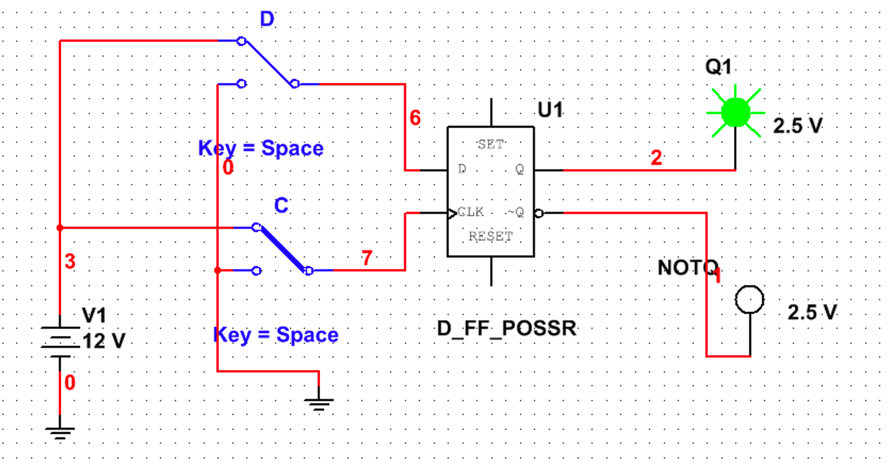 D
Q1
U1
2.5 V
6
SET
Key = Space
0
2
D
Q
C
CLK
~Q
RESET
7
3
NOTQ
1
V1
12 V
2.5 V
Key = Space
D_FF_POSSR
0